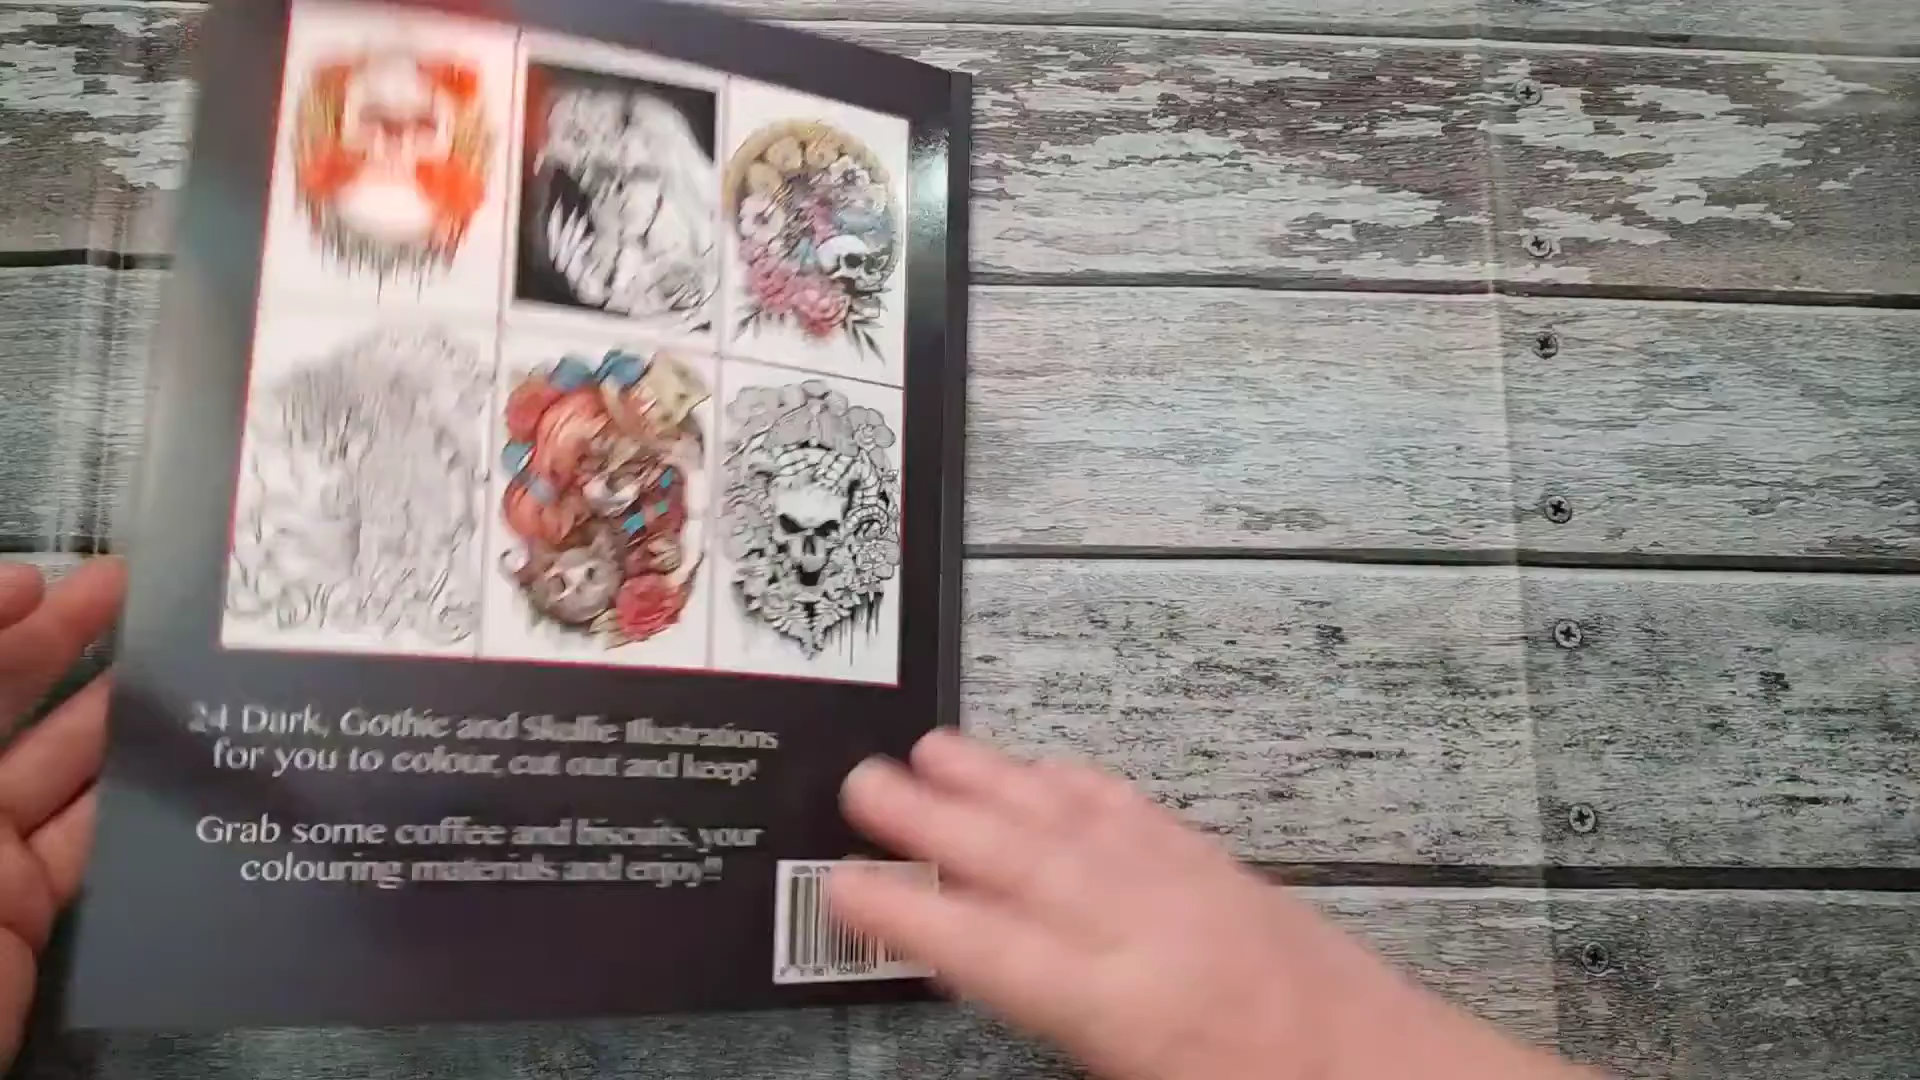 24 Dark, Gothic and Skullie Illustrations
for you to colour, cut out and keep!
Grab some coffee and biscuits, your
colouring materials and enjoy!!